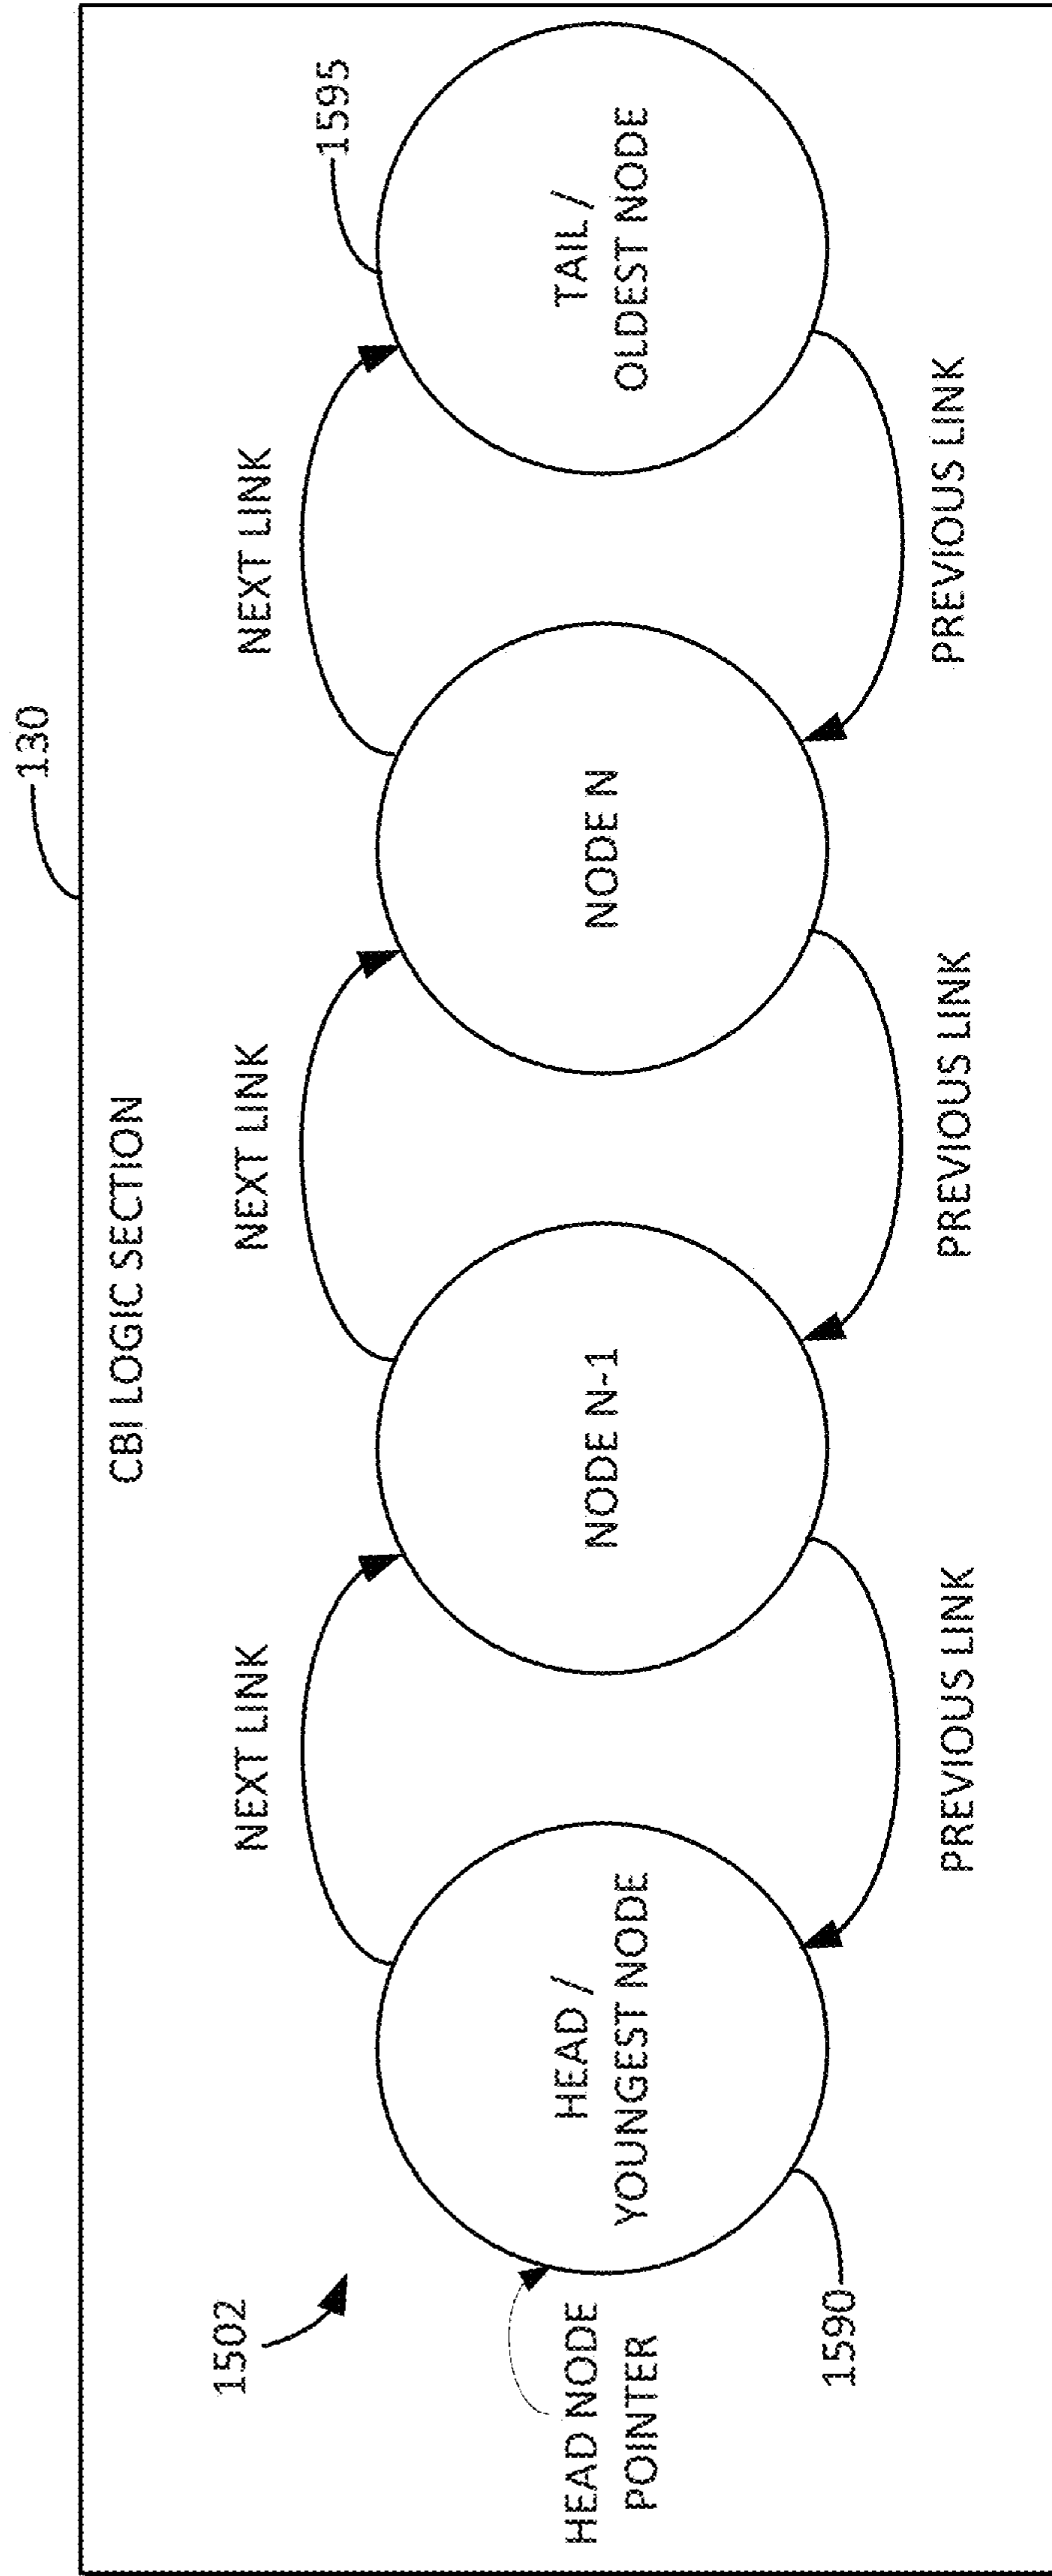 130
CBI LOGIC SECTION
1502
NEXT LINK
NEXT LINK
NEXT LINK
1595
HEAD NODE
POINTER
HEAD /
YOUNGEST NODE
NODE N-1
NODE N
TAIL /
OLDEST NODE
1590
PREVIOUS LINK
PREVIOUS LINK
PREVIOUS LINK